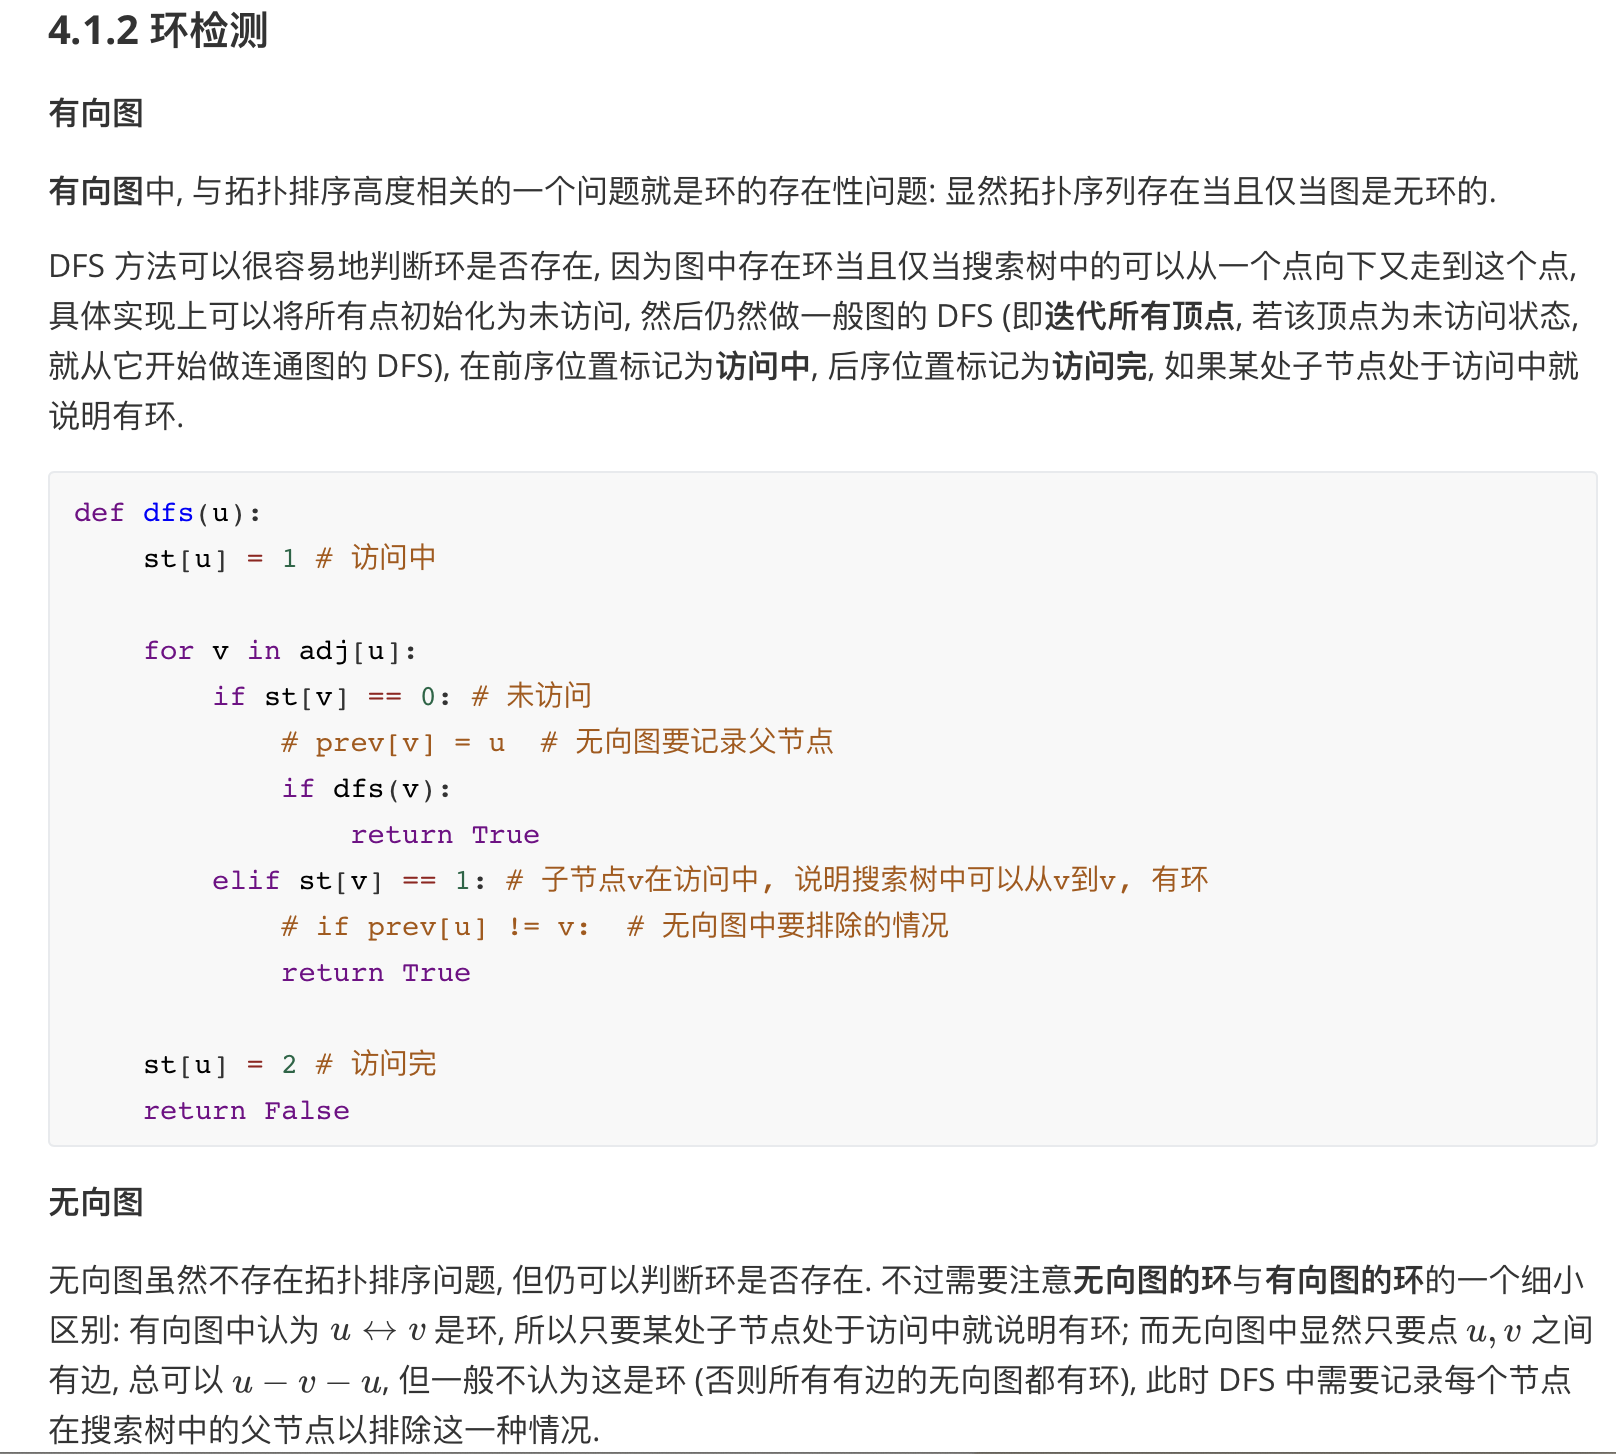 4.1.2 环检测
有向图
有向图中, 与拓扑排序高度相关的一个问题就是环的存在性问题: 显然拓扑序列存在当且仅当图是无环的.
DFS 方法可以很容易地判断环是否存在, 因为图中存在环当且仅当搜索树中的可以从一个点向下又走到这个点,
具体实现上可以将所有点初始化为未访问, 然后仍然做一般图的 DFS (即迭代所有顶点, 若该顶点为未访问状态,
就从它开始做连通图的 DFS), 在前序位置标记为访问中, 后序位置标记为访问完, 如果某处子节点处于访问中就
说明有环.
def dfs(u):
    st[u] = 1 # 访问中
    for v in adj[u]:
        if st[v] == 0: # 未访问
            # prev[v] = u  # 无向图要记录父节点
            if dfs(v):
                return True
        elif st[v] == 1: # 子节点v在访问中, 说明搜索树中可以从v到v, 有环
            # if prev[u] != v:  # 无向图中要排除的情况
            return True
    st[u] = 2 # 访问完
    return False
无向图
无向图虽然不存在拓扑排序问题, 但仍可以判断环是否存在. 不过需要注意无向图的环与有向图的环的一个细小
区别: 有向图中认为 u ↔ v 是环, 所以只要某处子节点处于访问中就说明有环; 而无向图中显然只要点 u, v 之间
有边, 总可以 u − v − u, 但一般不认为这是环 (否则所有有边的无向图都有环), 此时 DFS 中需要记录每个节点
在搜索树中的父节点以排除这一种情况.